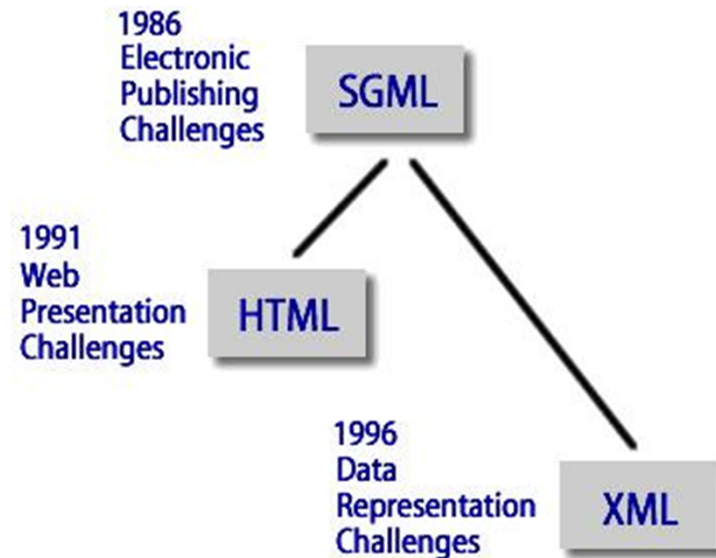 1986
Electronic
Publishing
Challenges
SGML
1991
Web
Presentation
Challenges
HTML
1996
Data
Representation
Challenges
XML